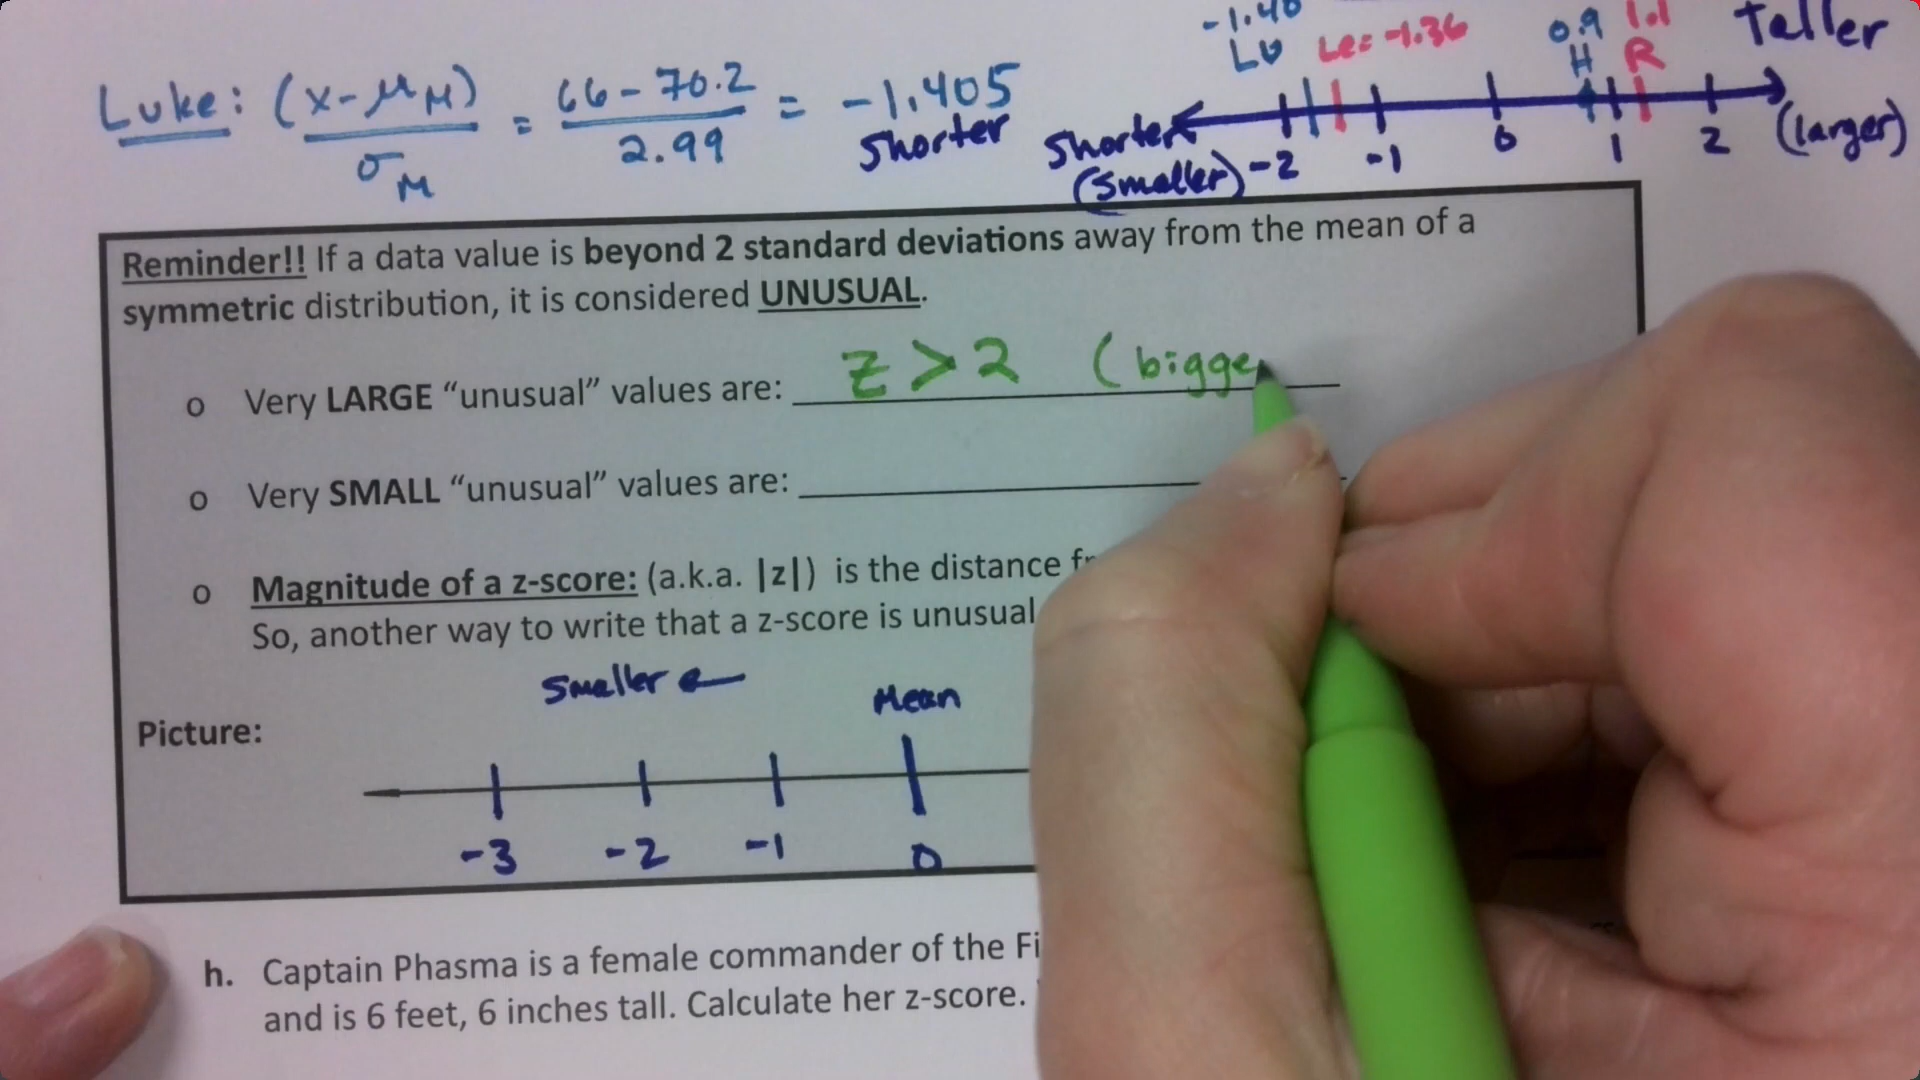 Luke: (x-μM) / σM = 66-70.2 / 2.99 = -1.405
Shorter
-1.40 0.9 1.1 Taller
LU Le=-1.36 H R
Shorter (larger)
(smaller) -2 -1 0 1 2
Reminder!! If a data value is beyond 2 standard deviations away from the mean of a
symmetric distribution, it is considered UNUSUAL.
o Very LARGE “unusual” values are: z > 2 (bigge
o Very SMALL “unusual” values are:
o Magnitude of a z-score: (a.k.a. |z|) is the distance
So, another way to write that a z-score is unusual
Smaller ← Mean
Picture:
-3 -2 -1 0
h. Captain Phasma is a female commander of the Fi
and is 6 feet, 6 inches tall. Calculate her z-score.